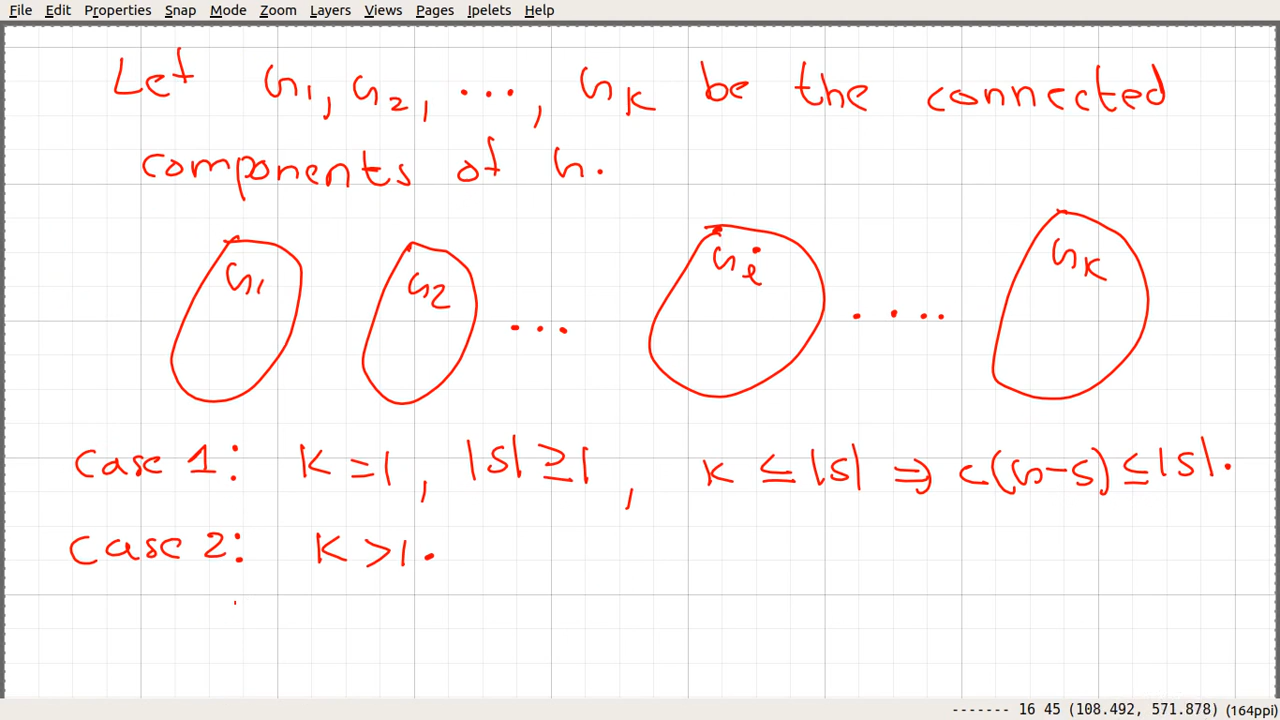 File Edit Properties Snap Mode Zoom Layers Views Pages Ipelets Help
Let G1, G2, ..., GK be the connected
components of G.
G1 G2 ... Gi .... GK
case 1: K=1, |S| ≥1, K ≤ |S| ⇒ c(G-S) ≤ |S|.
case 2: K >1.
------- 16 45 (108.492, 571.878) (164ppi)